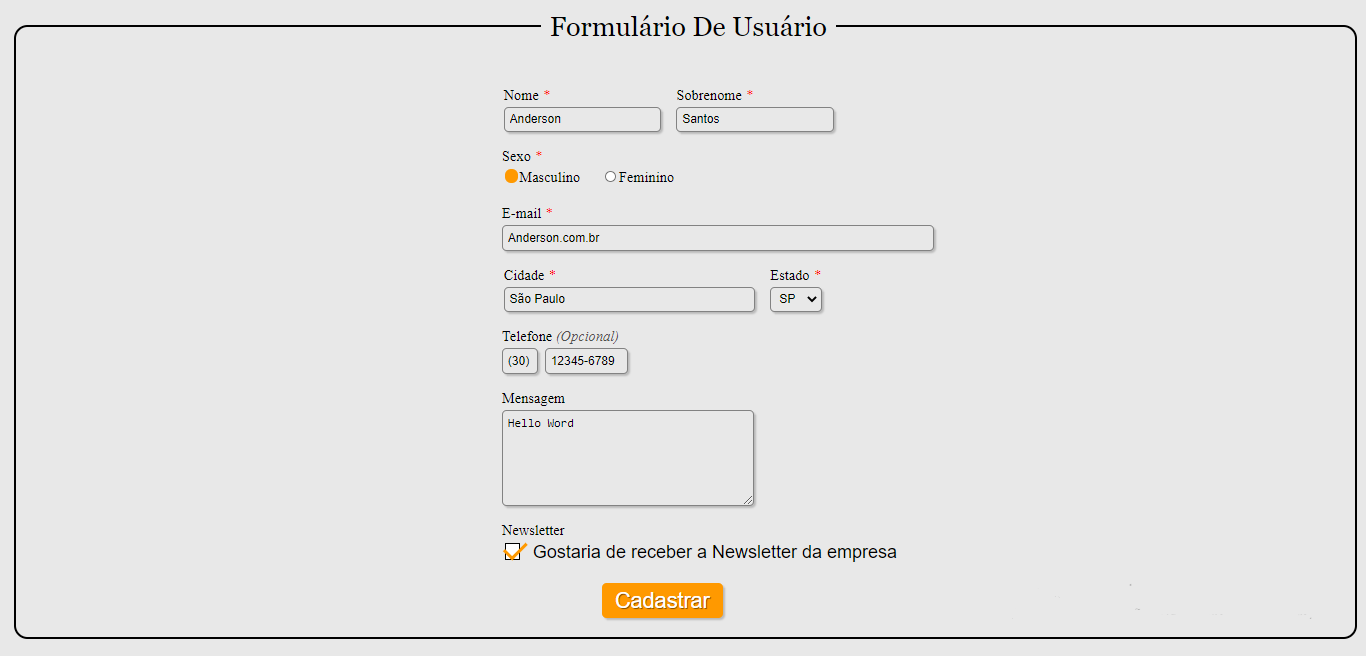 Formulário De Usuário
Nome * Sobrenome *
Anderson Santos
Sexo *
Masculino Feminino
E-mail *
Anderson.com.br
Cidade * Estado *
São Paulo SP
Telefone (Opcional)
(30) 12345-6789
Mensagem
Hello Word
Newsletter
Gostaria de receber a Newsletter da empresa
Cadastrar